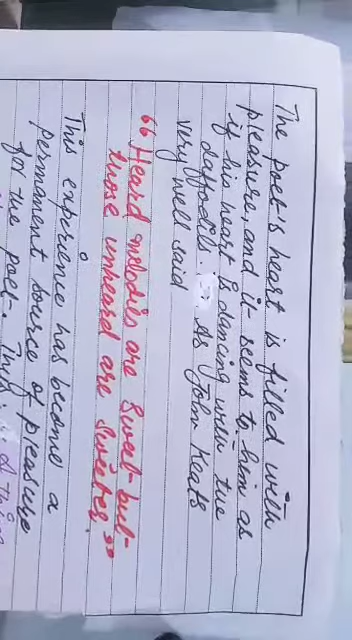 The poet's heart is filled with
pleasure, and it seems to him as
if his heart is dancing with the
daffodils. As John Keats
very well said
"Heard melodies are sweet but
those unheard are sweeter."
This experience has become a
permanent source of pleasure
for the poet. Thus, A thing